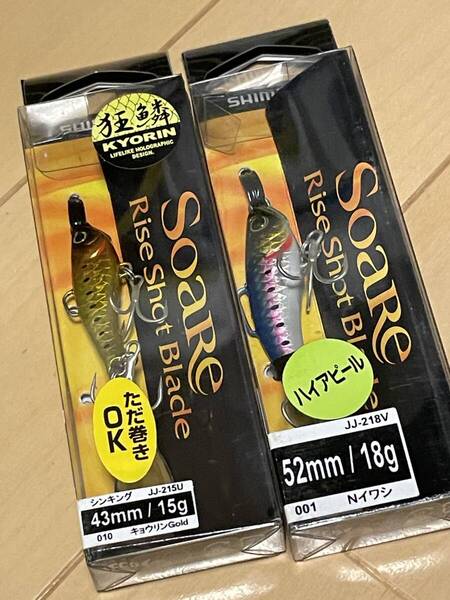 SHIM
狂鱗
KYORIN
LIFELIKE HOLOGRAPHIC
DESIGN.
Soare
Rise Shot Blade
ただ巻き
OK
シンキング JJ-215U
43mm / 15g
010 キョウリンGold
SHIM
Soare
Rise Shot Blade
ハイアピール
JJ-218V
52mm / 18g
001 Nイワシ